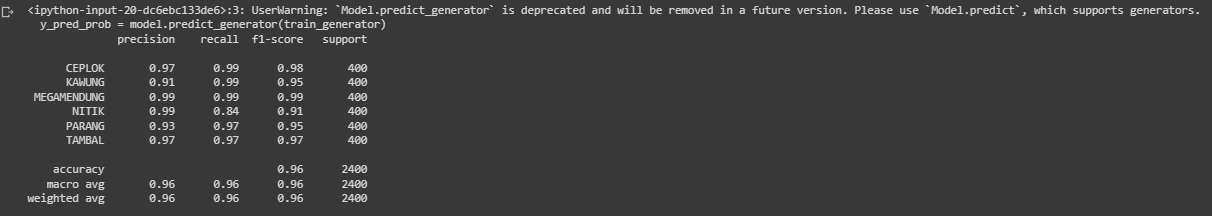 <ipython-input-20-dc6ebc133de6>:3: UserWarning: `Model.predict_generator` is deprecated and will be removed in a future version. Please use `Model.predict`, which supports generators.
y_pred_prob = model.predict_generator(train_generator)
precision recall f1-score support
CEPLOK 0.97 0.99 0.98 400
KAWUNG 0.91 0.99 0.95 400
MEGAMENDUNG 0.99 0.99 0.99 400
NITIK 0.99 0.84 0.91 400
PARANG 0.93 0.97 0.95 400
TAMBAL 0.97 0.97 0.97 400
accuracy 0.96 2400
macro avg 0.96 0.96 0.96 2400
weighted avg 0.96 0.96 0.96 2400